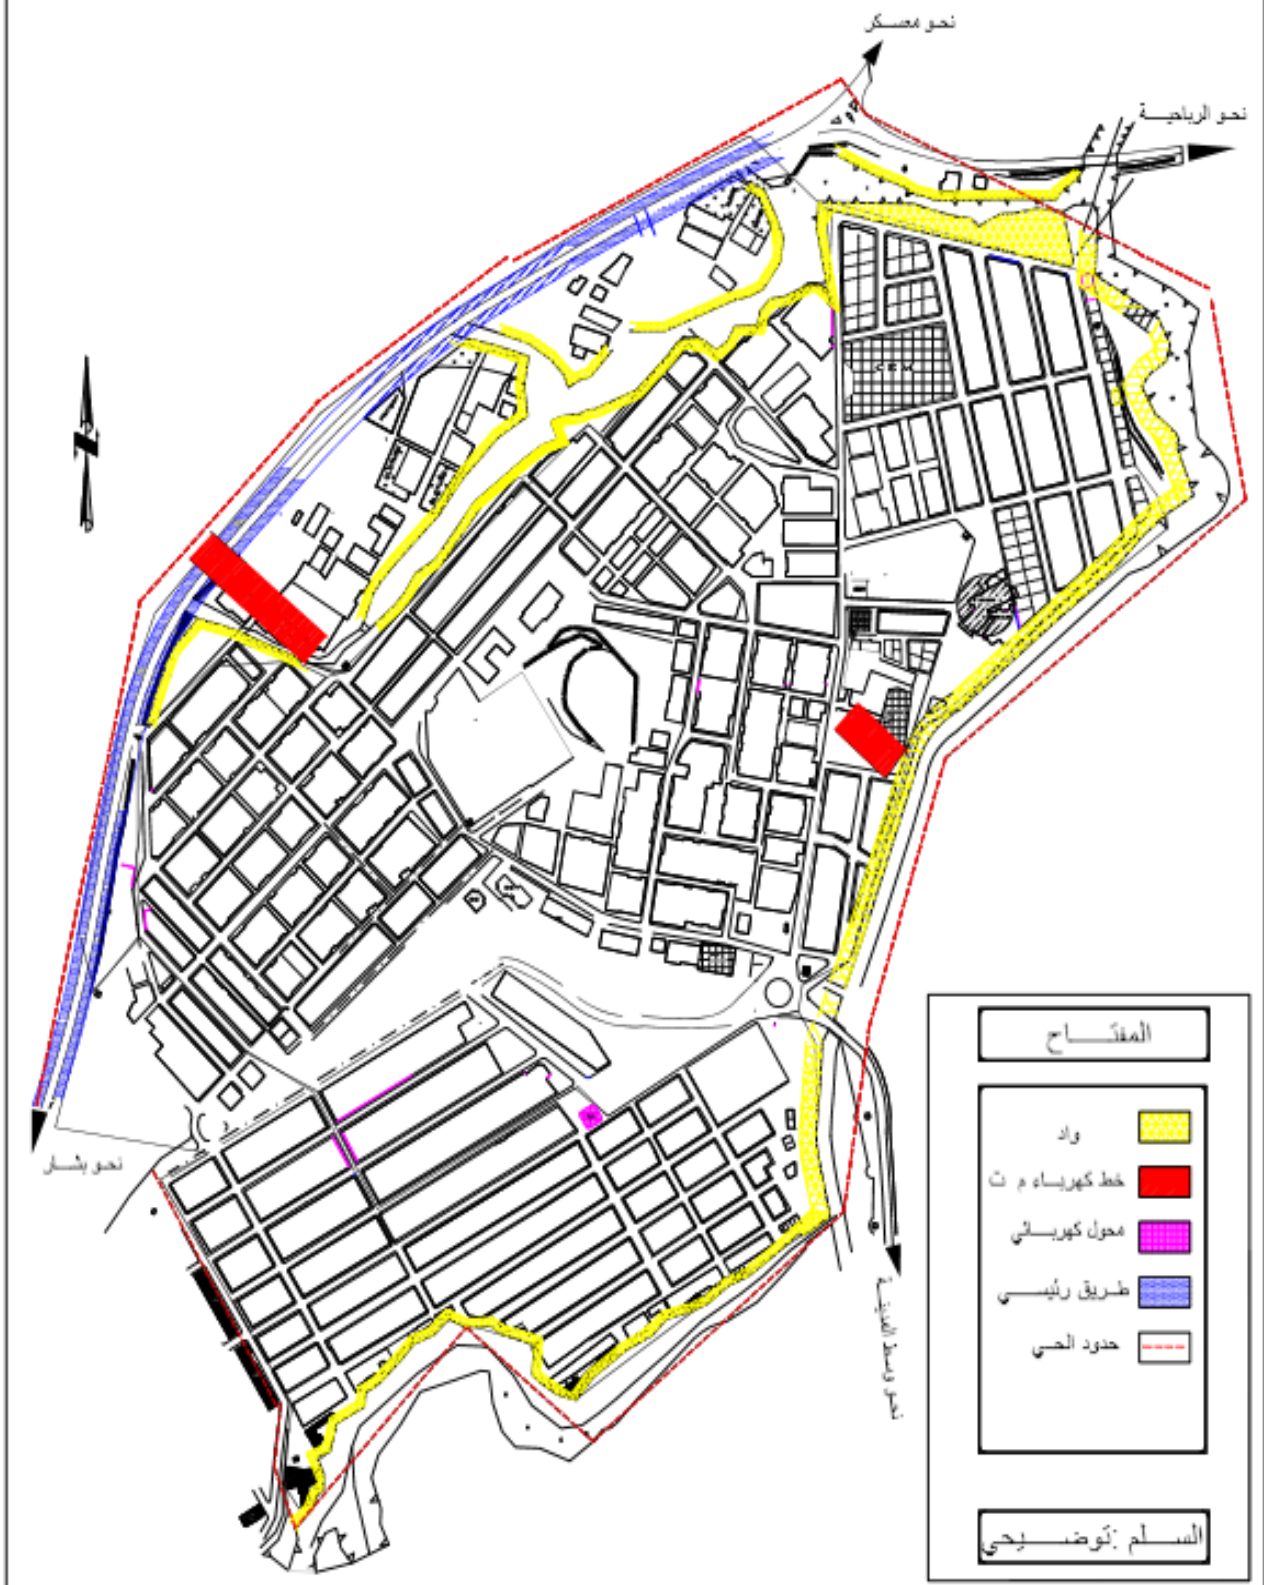 نحو معسكر
نحو الرباحية
C E M
نحو بشار
نحو وسط المدينة
المفتاح
واد
خط كهرباء م ت
محول كهربائي
طريق رئيسي
حدود الحي
السلم :توضيحي